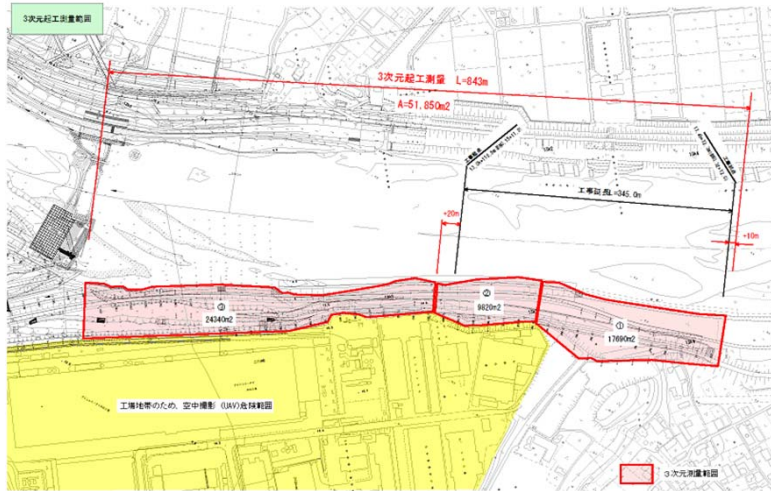 3次元起工測量範囲
3次元起工測量 L=843m
A=51.850m2
工事延長L=345.0m
+20m
+10m
③
24340m2
②
9820m2
①
17690m2
工場地帯のため、空中撮影（UAV)危険範囲
3次元測量範囲